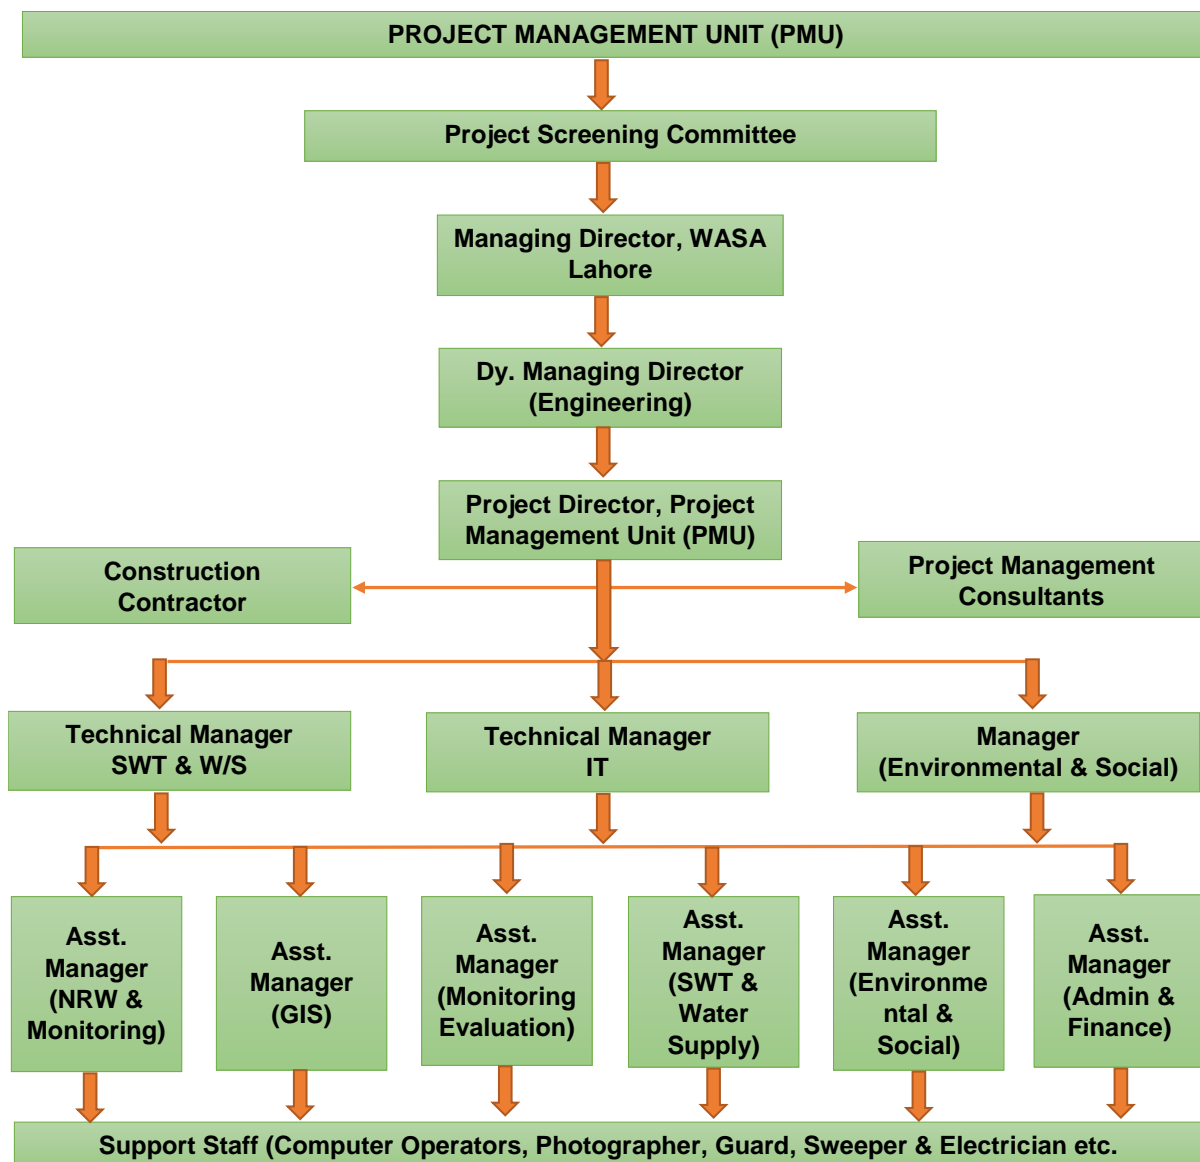 PROJECT MANAGEMENT UNIT (PMU)
Project Screening Committee
Managing Director, WASA
Lahore
Dy. Managing Director
(Engineering)
Project Director, Project
Management Unit (PMU)
Construction
Contractor
Project Management
Consultants
Technical Manager
SWT & W/S
Technical Manager
IT
Manager
(Environmental & Social)
Asst.
Manager
(NRW &
Monitoring)
Asst.
Manager
(GIS)
Asst.
Manager
(Monitoring
Evaluation)
Asst.
Manager
(SWT &
Water
Supply)
Asst.
Manager
(Environme
ntal &
Social)
Asst.
Manager
(Admin &
Finance)
Support Staff (Computer Operators, Photographer, Guard, Sweeper & Electrician etc.